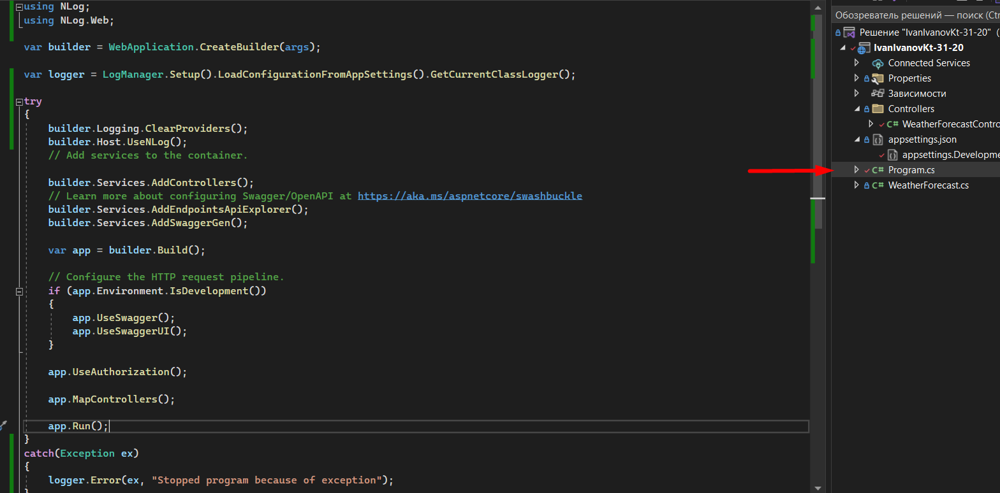 using NLog;
using NLog.Web;
var builder = WebApplication.CreateBuilder(args);
var logger = LogManager.Setup().LoadConfigurationFromAppSettings().GetCurrentClassLogger();
try
{
builder.Logging.ClearProviders();
builder.Host.UseNLog();
// Add services to the container.
builder.Services.AddControllers();
// Learn more about configuring Swagger/OpenAPI at https://aka.ms/aspnetcore/swashbuckle
builder.Services.AddEndpointsApiExplorer();
builder.Services.AddSwaggerGen();
var app = builder.Build();
// Configure the HTTP request pipeline.
if (app.Environment.IsDevelopment())
{
app.UseSwagger();
app.UseSwaggerUI();
}
app.UseAuthorization();
app.MapControllers();
app.Run();
}
catch(Exception ex)
{
logger.Error(ex, "Stopped program because of exception");
}
Обозреватель решений — поиск (Ctr
Решение "IvanIvanovKt-31-20" (
IvanIvanovKt-31-20
Connected Services
Properties
Зависимости
Controllers
C# WeatherForecastContro
appsettings.json
appsettings.Developme
C# Program.cs
C# WeatherForecast.cs